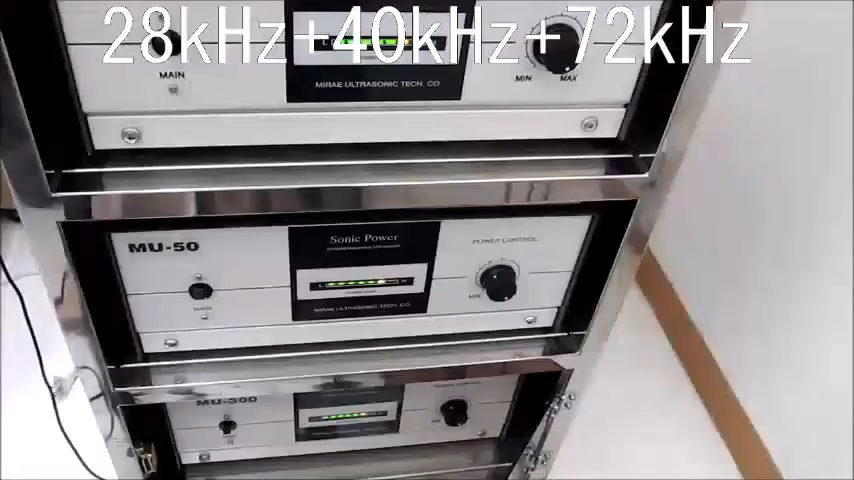 28kHz+40kHz+72kHz
MAIN
L
MIRAE ULTRASONIC TECH. CO
MIN MAX
MU-50
Sonic Power
POWER CONTROL
L H
MAIN
MIN
MIRAE ULTRASONIC TECH. CO
MU-300